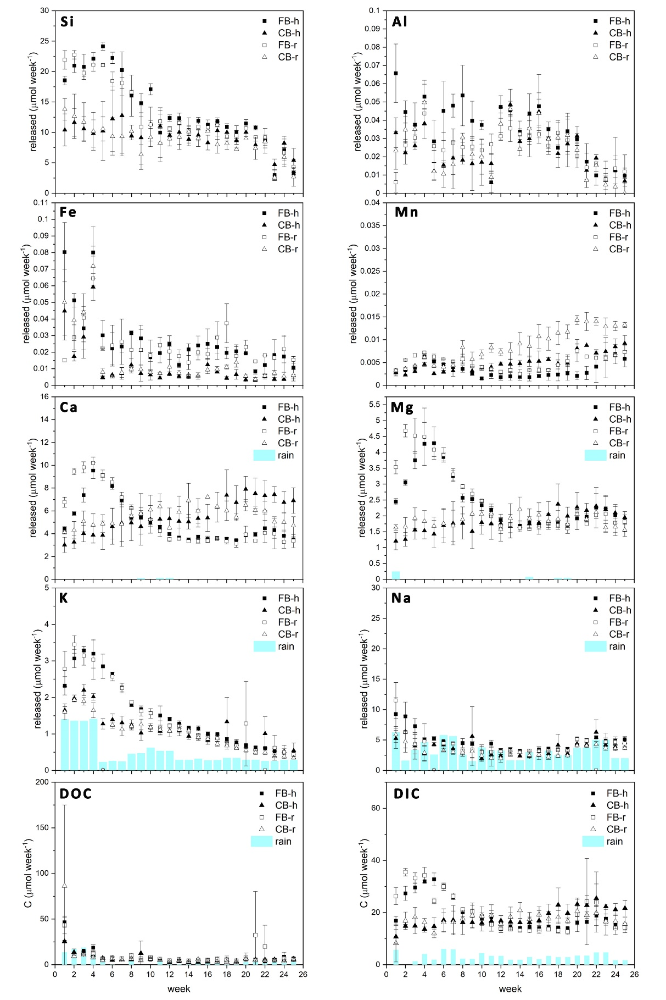 Si
FB-h
CB-h
FB-r
CB-r
released (μmol week⁻¹)
30
25
20
15
10
5
0
Al
FB-h
CB-h
FB-r
CB-r
released (μmol week⁻¹)
0.1
0.09
0.08
0.07
0.06
0.05
0.04
0.03
0.02
0.01
0
Fe
FB-h
CB-h
FB-r
CB-r
released (μmol week⁻¹)
0.11
0.1
0.09
0.08
0.07
0.06
0.05
0.04
0.03
0.02
0.01
0
Mn
FB-h
CB-h
FB-r
CB-r
released (μmol week⁻¹)
0.04
0.035
0.03
0.025
0.02
0.015
0.01
0.005
0
Ca
FB-h
CB-h
FB-r
CB-r
rain
released (μmol week⁻¹)
16
14
12
10
8
6
4
2
0
Mg
FB-h
CB-h
FB-r
CB-r
rain
released (μmol week⁻¹)
5.5
5
4.5
4
3.5
3
2.5
2
1.5
1
0.5
0
K
FB-h
CB-h
FB-r
CB-r
rain
released (μmol week⁻¹)
5
4
3
2
1
0
Na
FB-h
CB-h
FB-r
CB-r
rain
released (μmol week⁻¹)
30
25
20
15
10
5
0
DOC
FB-h
CB-h
FB-r
CB-r
rain
C (μmol week⁻¹)
200
150
100
50
0
0 2 4 6 8 10 12 14 16 18 20 22 24 26
week
DIC
FB-h
CB-h
FB-r
CB-r
rain
C (μmol week⁻¹)
60
40
20
0
0 2 4 6 8 10 12 14 16 18 20 22 24 26
week